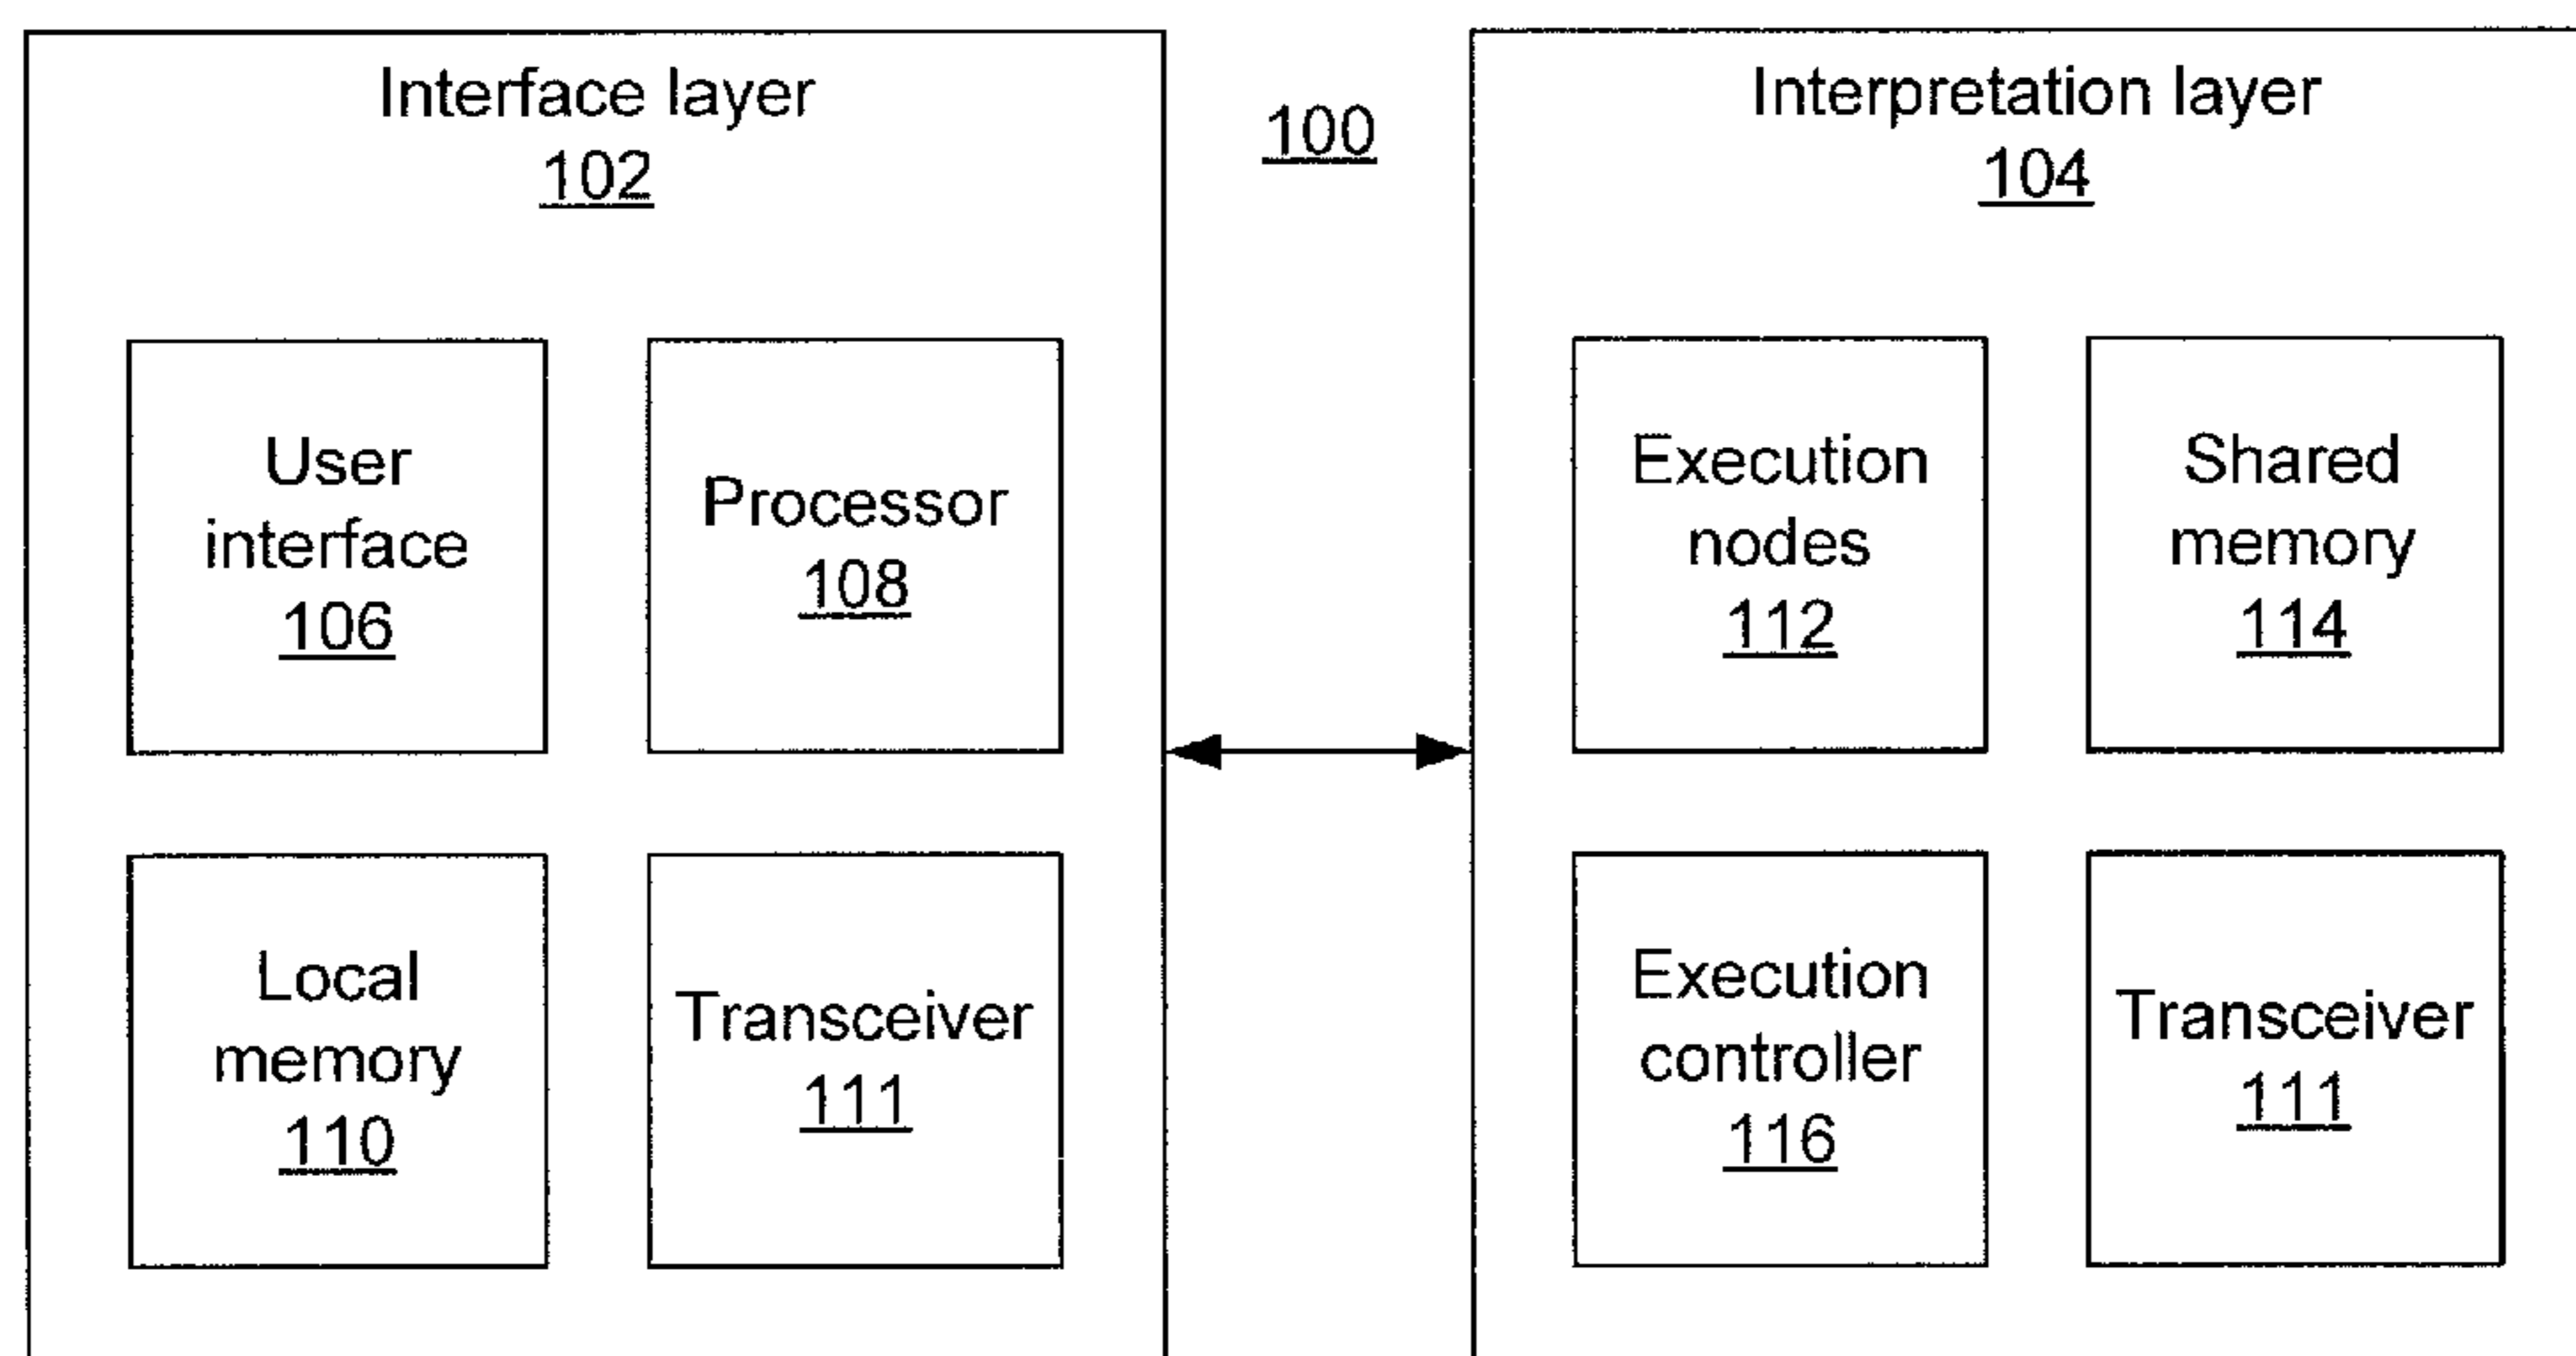 Interface layer
102
100
Interpretation layer
104
User
interface
106
Processor
108
Execution
nodes
112
Shared
memory
114
Local
memory
110
Transceiver
111
Execution
controller
116
Transceiver
111